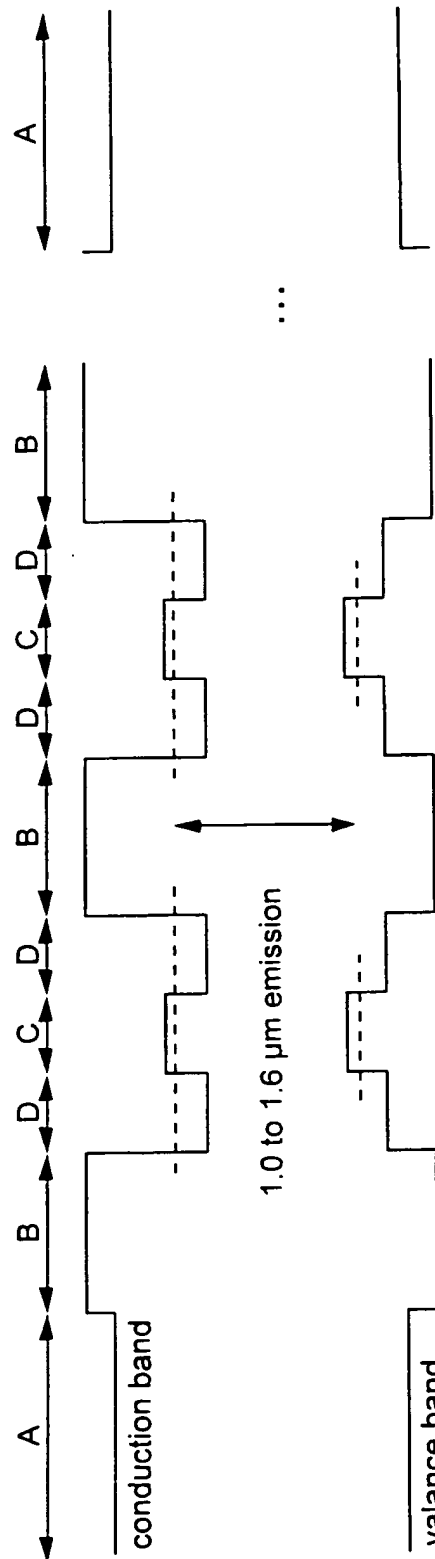 A B D C D B D C D B A
conduction band
1.0 to 1.6 µm emission
...
valance band